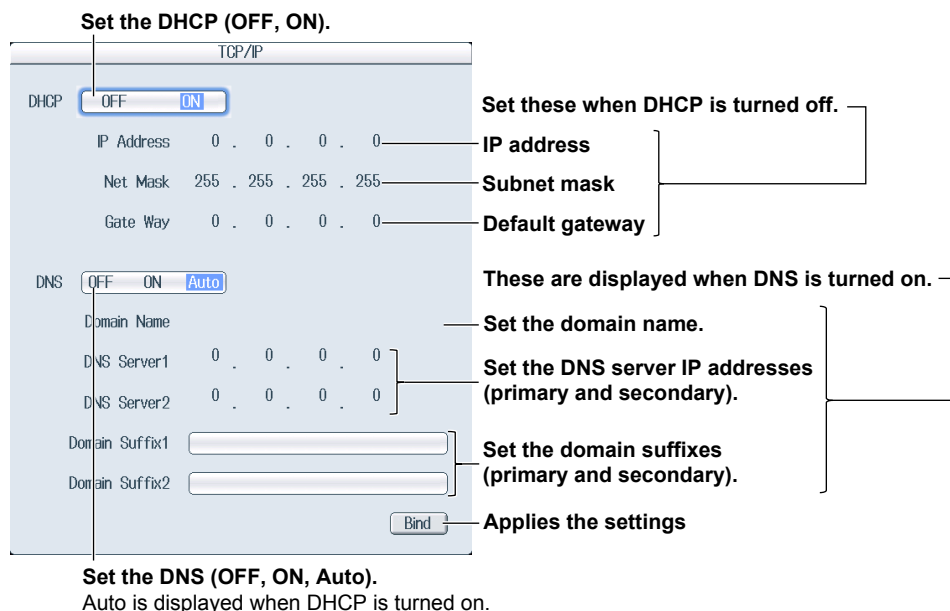 Set the DHCP (OFF, ON).
TCP/IP
DHCP OFF ON
Set these when DHCP is turned off.
IP Address 0 . 0 . 0 . 0
IP address
Net Mask 255 . 255 . 255 . 255
Subnet mask
Gate Way 0 . 0 . 0 . 0
Default gateway
DNS OFF ON Auto
These are displayed when DNS is turned on.
Domain Name
Set the domain name.
DNS Server1 0 . 0 . 0 . 0
DNS Server2 0 . 0 . 0 . 0
Set the DNS server IP addresses
(primary and secondary).
Domain Suffix1
Domain Suffix2
Set the domain suffixes
(primary and secondary).
Bind
Applies the settings
Set the DNS (OFF, ON, Auto).
Auto is displayed when DHCP is turned on.